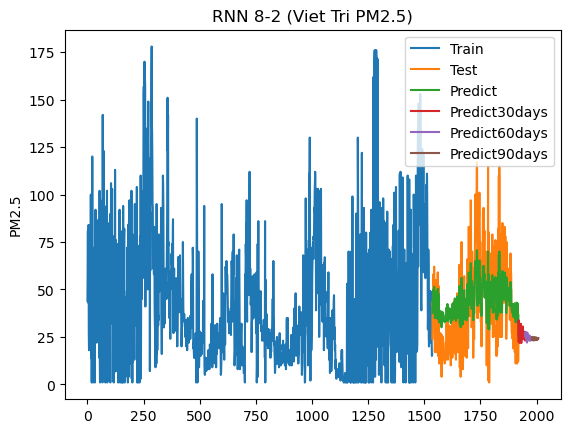 RNN 8-2 (Viet Tri PM2.5)
Train
Test
Predict
Predict30days
Predict60days
Predict90days
PM2.5
175
150
125
100
75
50
25
0
0 250 500 750 1000 1250 1500 1750 2000